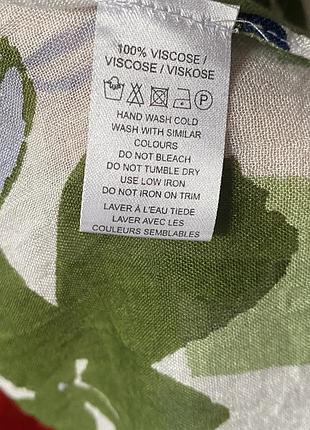 100% VISCOSE /
VISCOSE / VISKOSE
P
HAND WASH COLD
WASH WITH SIMILAR
COLOURS
DO NOT BLEACH
DO NOT TUMBLE DRY
USE LOW IRON
DO NOT IRON ON TRIM
LAVER À L'EAU TIEDE
LAVER AVEC LES
COULEURS SEMBLABLES